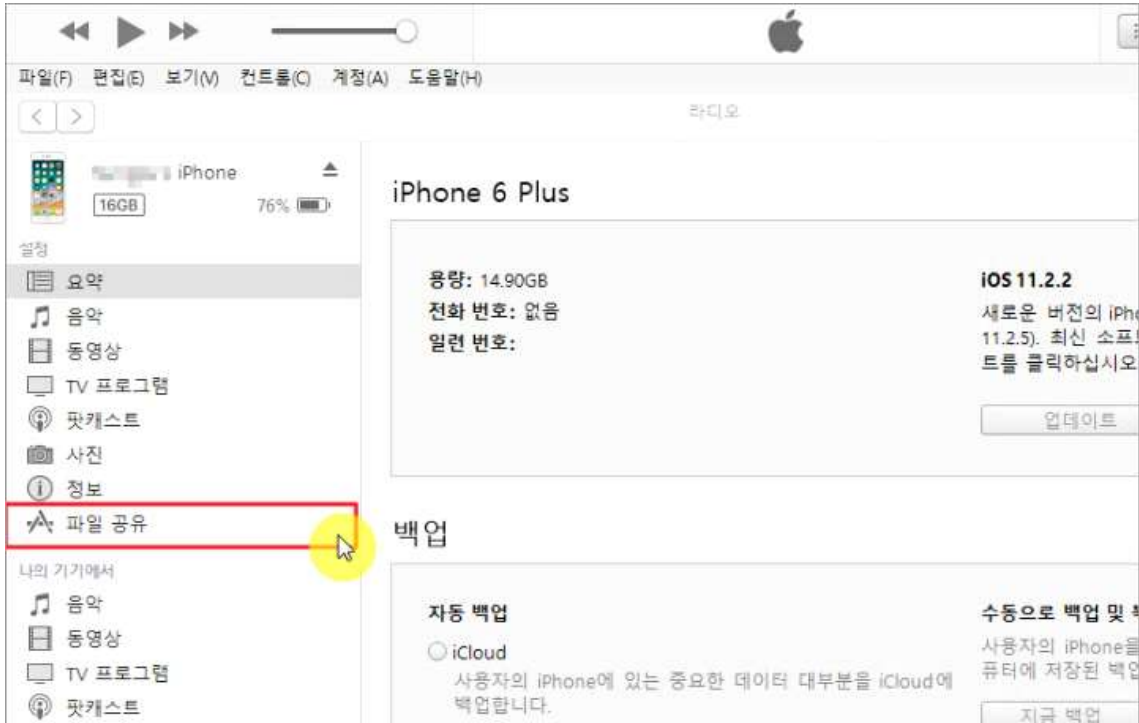 파일(F) 편집(E) 보기(V) 컨트롤(C) 계정(A) 도움말(H)
라디오
iPhone
16GB 76%
설정
요약
음악
동영상
TV 프로그램
팟캐스트
사진
정보
파일 공유
나의 기기에서
음악
동영상
TV 프로그램
팟캐스트
iPhone 6 Plus
용량: 14.90GB
전화 번호: 없음
일련 번호:
iOS 11.2.2
새로운 버전의 iPho
11.2.5). 최신 소프
트를 클릭하십시오
업데이트
백업
자동 백업
iCloud
사용자의 iPhone에 있는 중요한 데이터 대부분을 iCloud에
백업합니다.
수동으로 백업 및
사용자의 iPhone을
퓨터에 저장된 백업
지금 백업